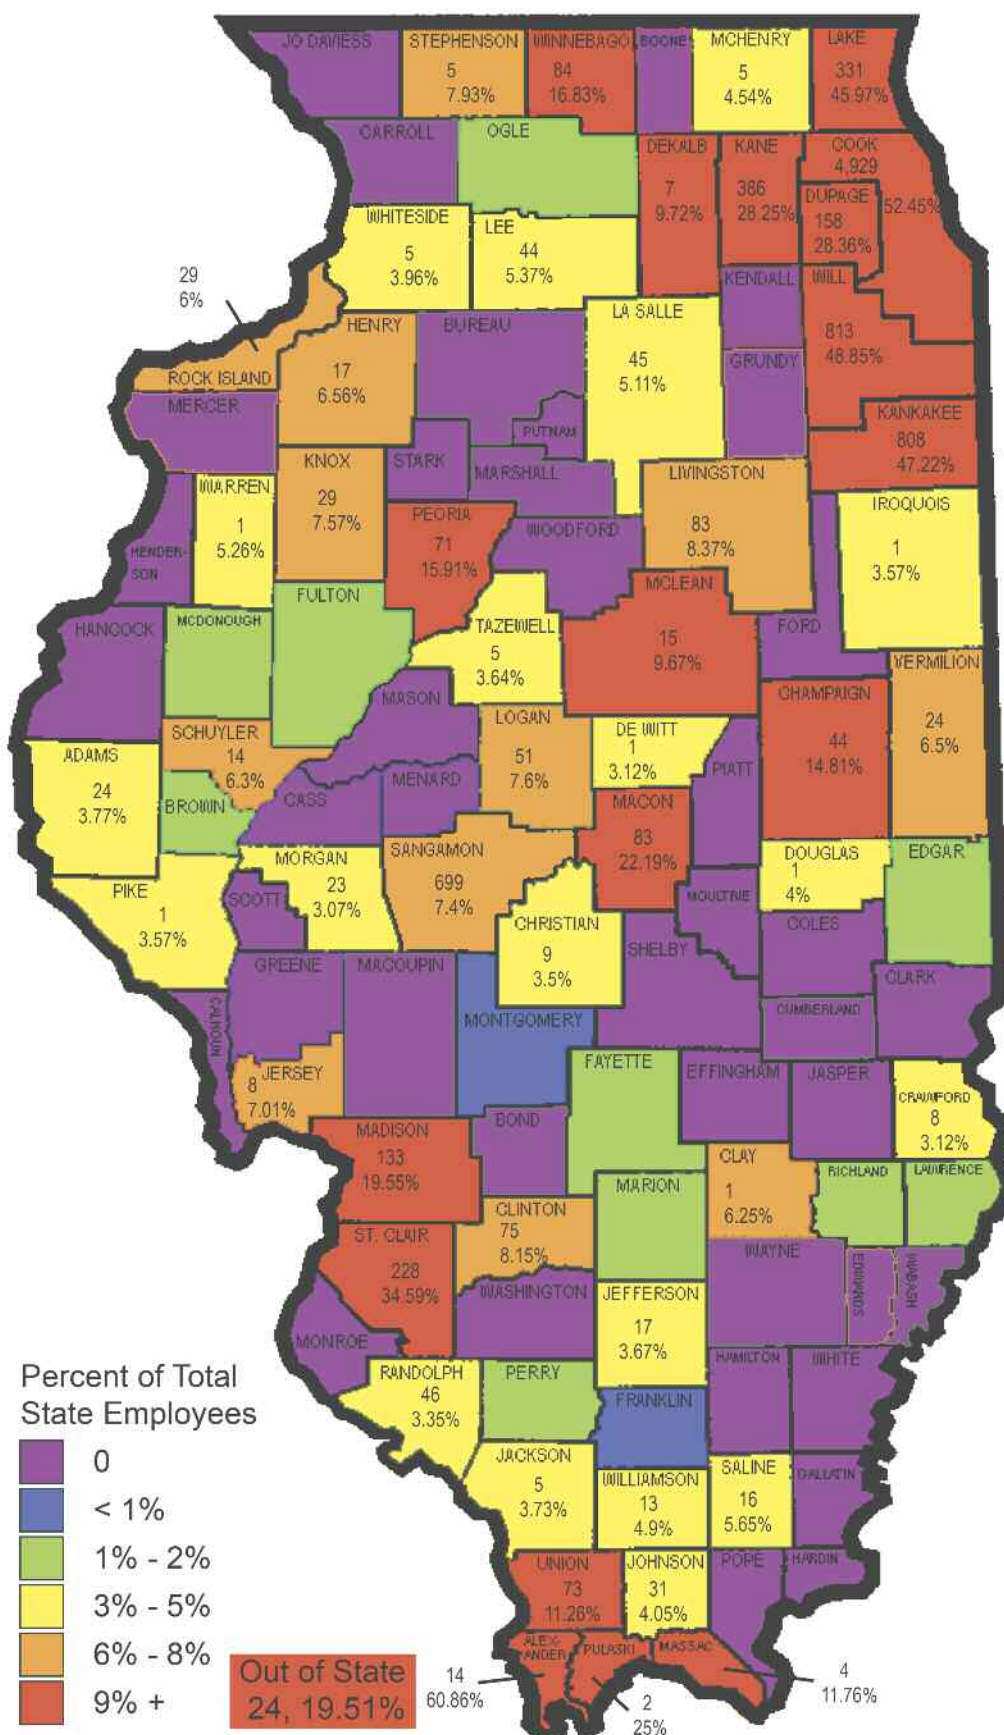 JO DAVIESS
STEPHENSON
5
7.93%
WINNEBAGO
84
16.83%
BOONE
MCHENRY
5
4.54%
LAKE
331
45.97%
CARROLL
OGLE
DEKALB
7
9.72%
KANE
386
28.25%
COOK
4,929
52.45%
DUPAGE
158
28.36%
WHITESIDE
5
3.96%
LEE
44
5.37%
29
6%
ROCK ISLAND
HENRY
17
6.56%
BUREAU
LA SALLE
45
5.11%
KENDALL
WILL
813
48.85%
GRUNDY
MERCER
PUTNAM
KANKAKEE
808
47.22%
KNOX
29
7.57%
STARK
MARSHALL
LIVINGSTON
83
8.37%
WARREN
1
5.26%
HENDER-
SON
PEORIA
71
15.91%
WOODFORD
IROQUOIS
1
3.57%
FORD
MCLEAN
15
9.67%
HANCOCK
MCDONOUGH
FULTON
TAZEWELL
5
3.64%
MASON
VERMILION
24
6.5%
CHAMPAIGN
44
14.81%
SCHUYLER
14
6.3%
LOGAN
51
7.6%
DE WITT
1
3.12%
PIATT
ADAMS
24
3.77%
BROWN
CASS
MENARD
MACON
83
22.19%
PIKE
1
3.57%
SCOTT
MORGAN
23
3.07%
SANGAMON
699
7.4%
CHRISTIAN
9
3.5%
MOULTRIE
DOUGLAS
1
4%
EDGAR
COLES
SHELBY
GREENE
MACOUPIN
MONTGOMERY
CUMBERLAND
CLARK
CALHOUN
JERSEY
8
7.01%
FAYETTE
EFFINGHAM
JASPER
CRAWFORD
8
3.12%
BOND
MADISON
133
19.55%
CLAY
1
6.25%
RICHLAND
LAWRENCE
MARION
CLINTON
75
8.15%
ST. CLAIR
228
34.59%
WAYNE
EDWARDS
WABASH
WASHINGTON
JEFFERSON
17
3.67%
MONROE
RANDOLPH
46
3.35%
PERRY
FRANKLIN
HAMILTON
WHITE
JACKSON
5
3.73%
WILLIAMSON
13
4.9%
SALINE
16
5.65%
GALLATIN
UNION
73
11.26%
JOHNSON
31
4.05%
POPE
HARDIN
ALEX-
ANDER
14
60.86%
PULASKI
2
25%
MASSAC
4
11.76%
Percent of Total
State Employees
0
< 1%
1% - 2%
3% - 5%
6% - 8%
9% +
Out of State
24, 19.51%